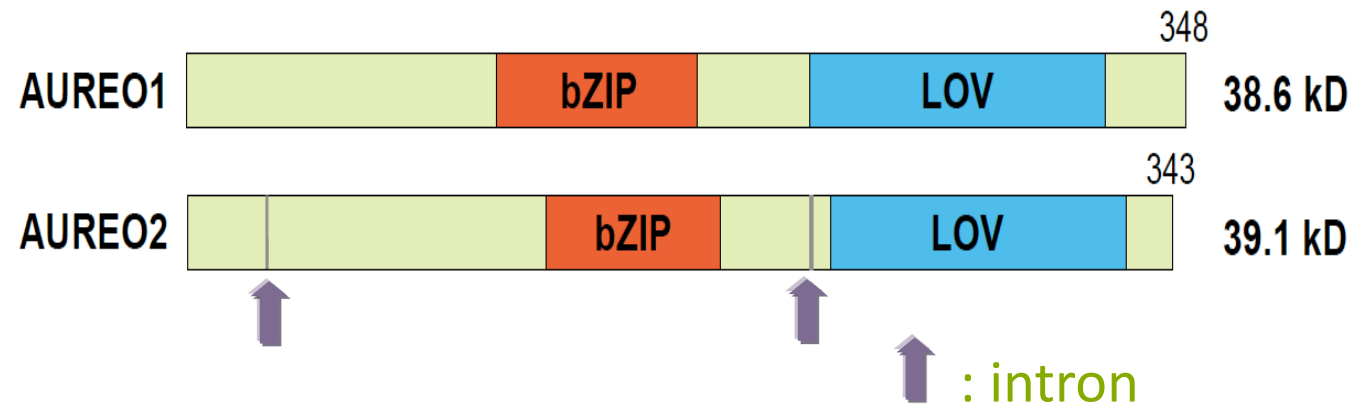 348
AUREO1 bZIP LOV 38.6 kD
343
AUREO2 bZIP LOV 39.1 kD
: intron